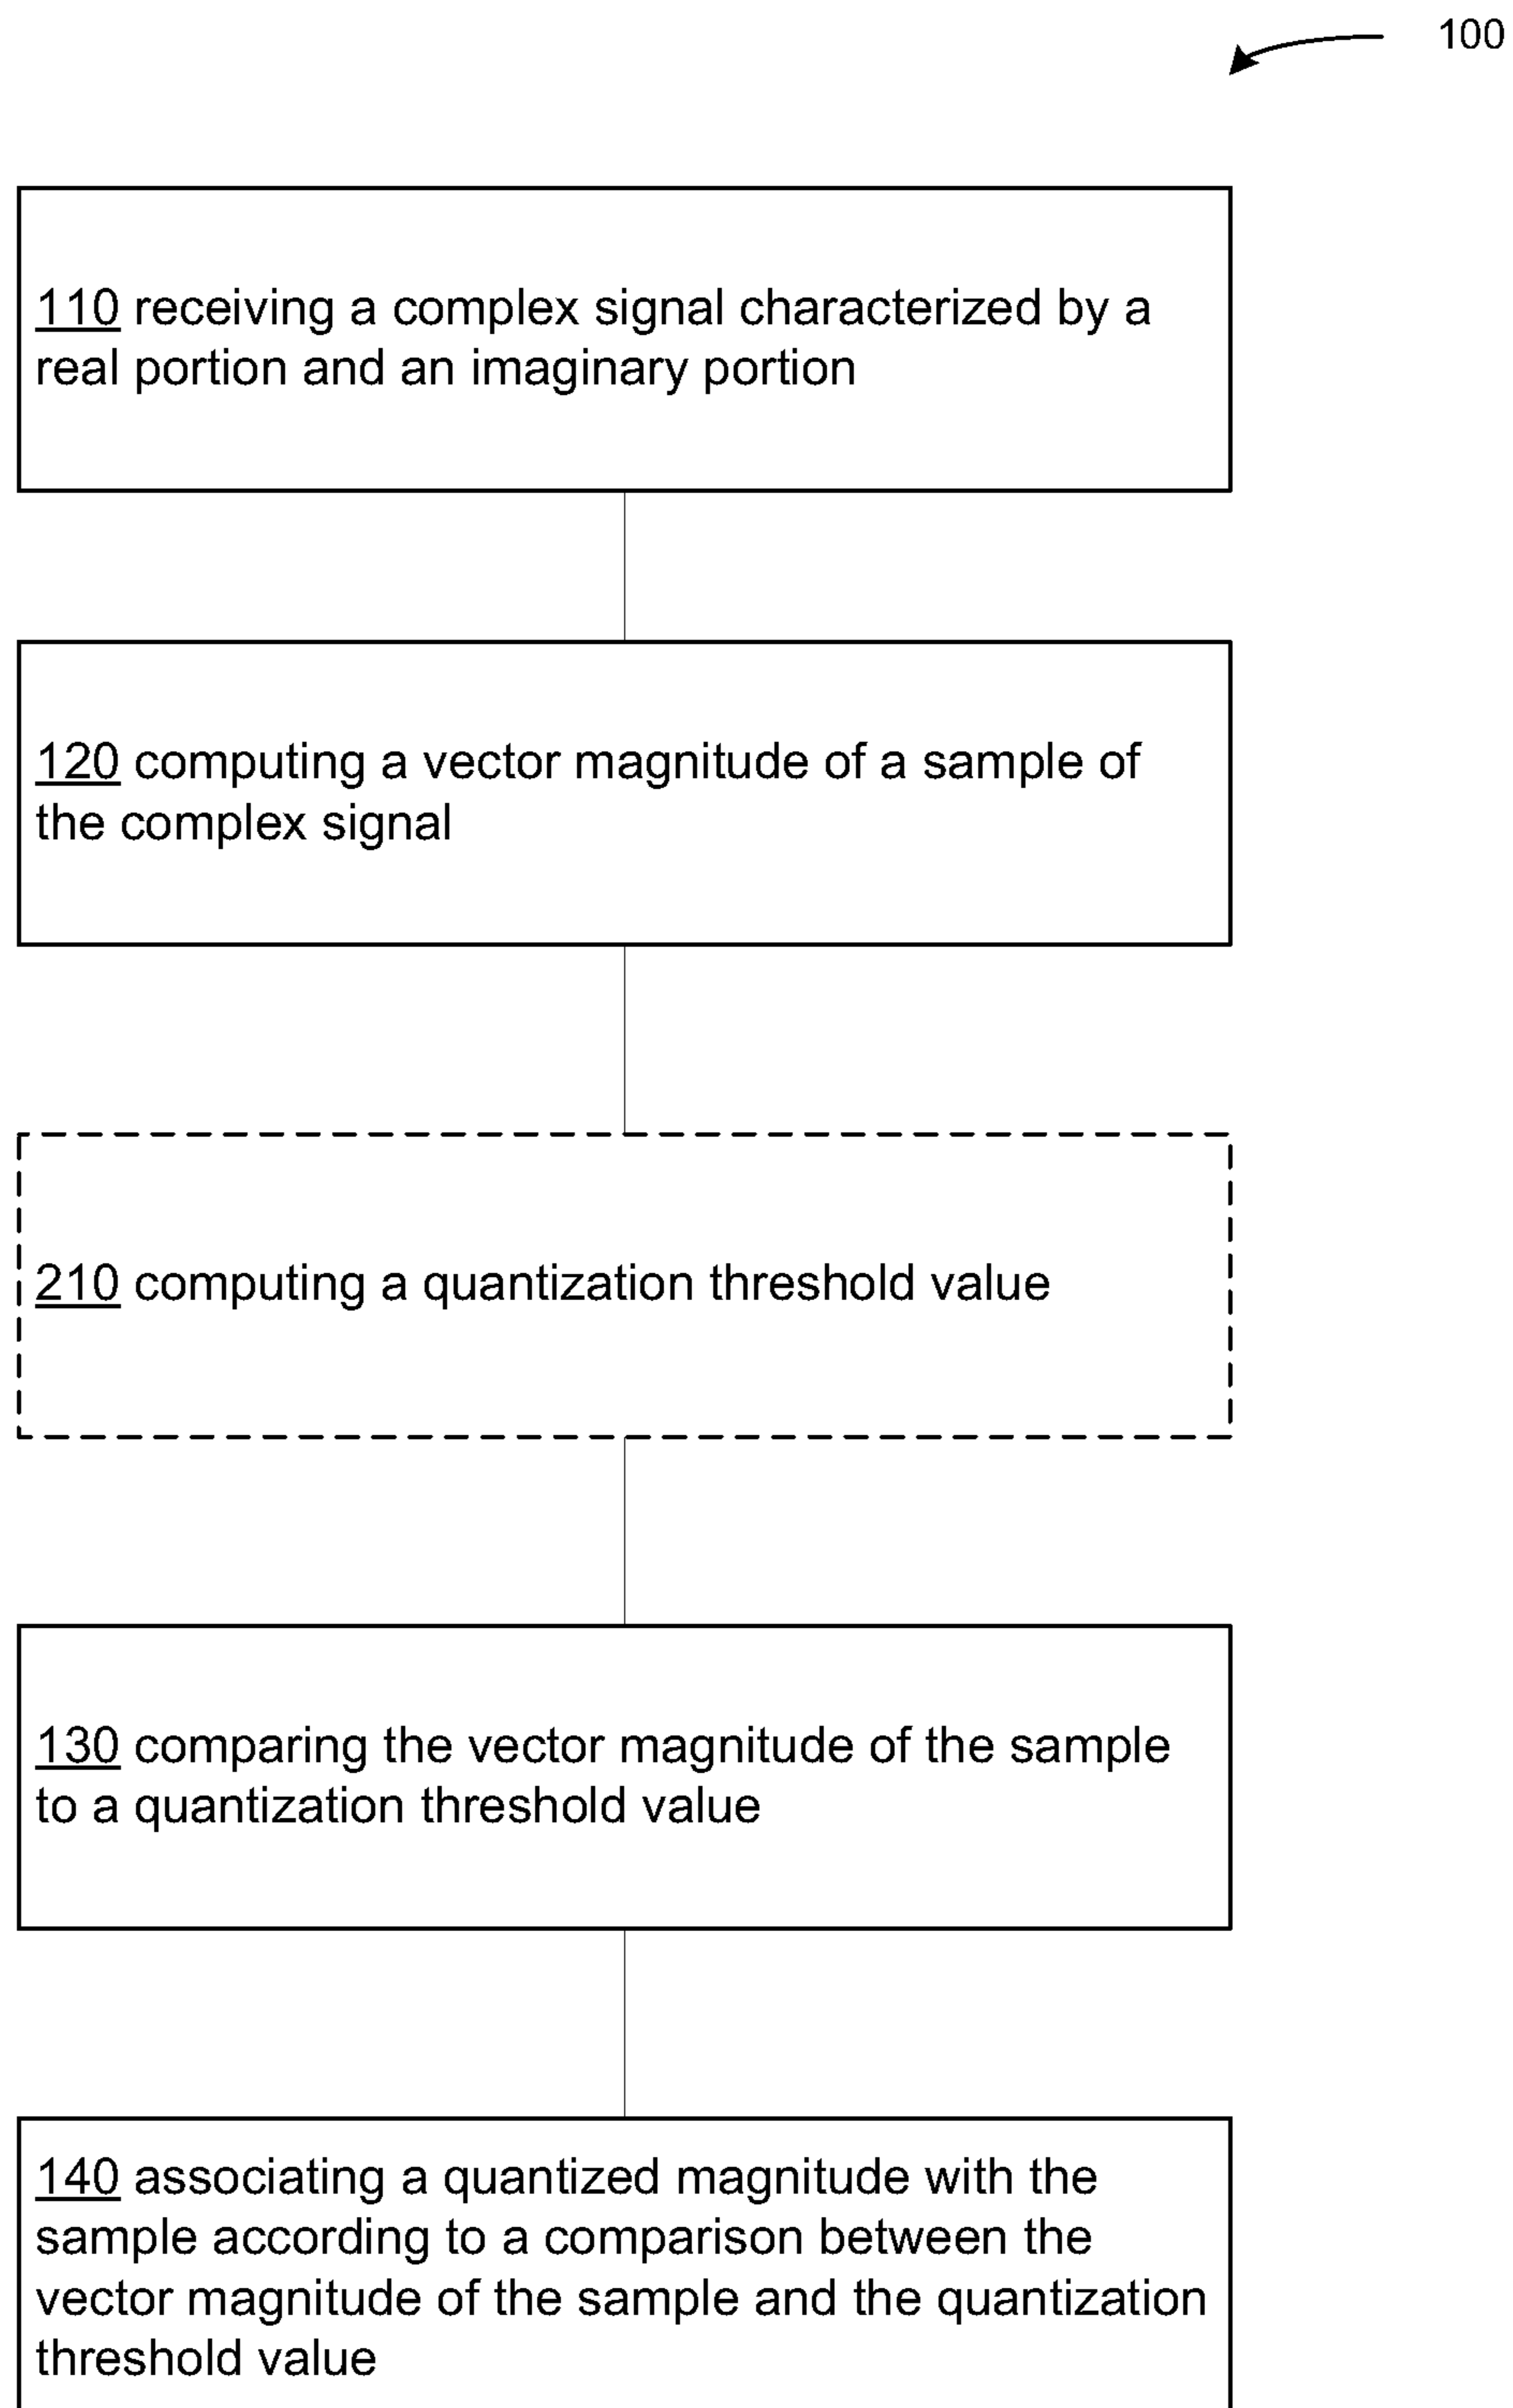 100
110 receiving a complex signal characterized by a
real portion and an imaginary portion
120 computing a vector magnitude of a sample of
the complex signal
210 computing a quantization threshold value
130 comparing the vector magnitude of the sample
to a quantization threshold value
140 associating a quantized magnitude with the
sample according to a comparison between the
vector magnitude of the sample and the quantization
threshold value